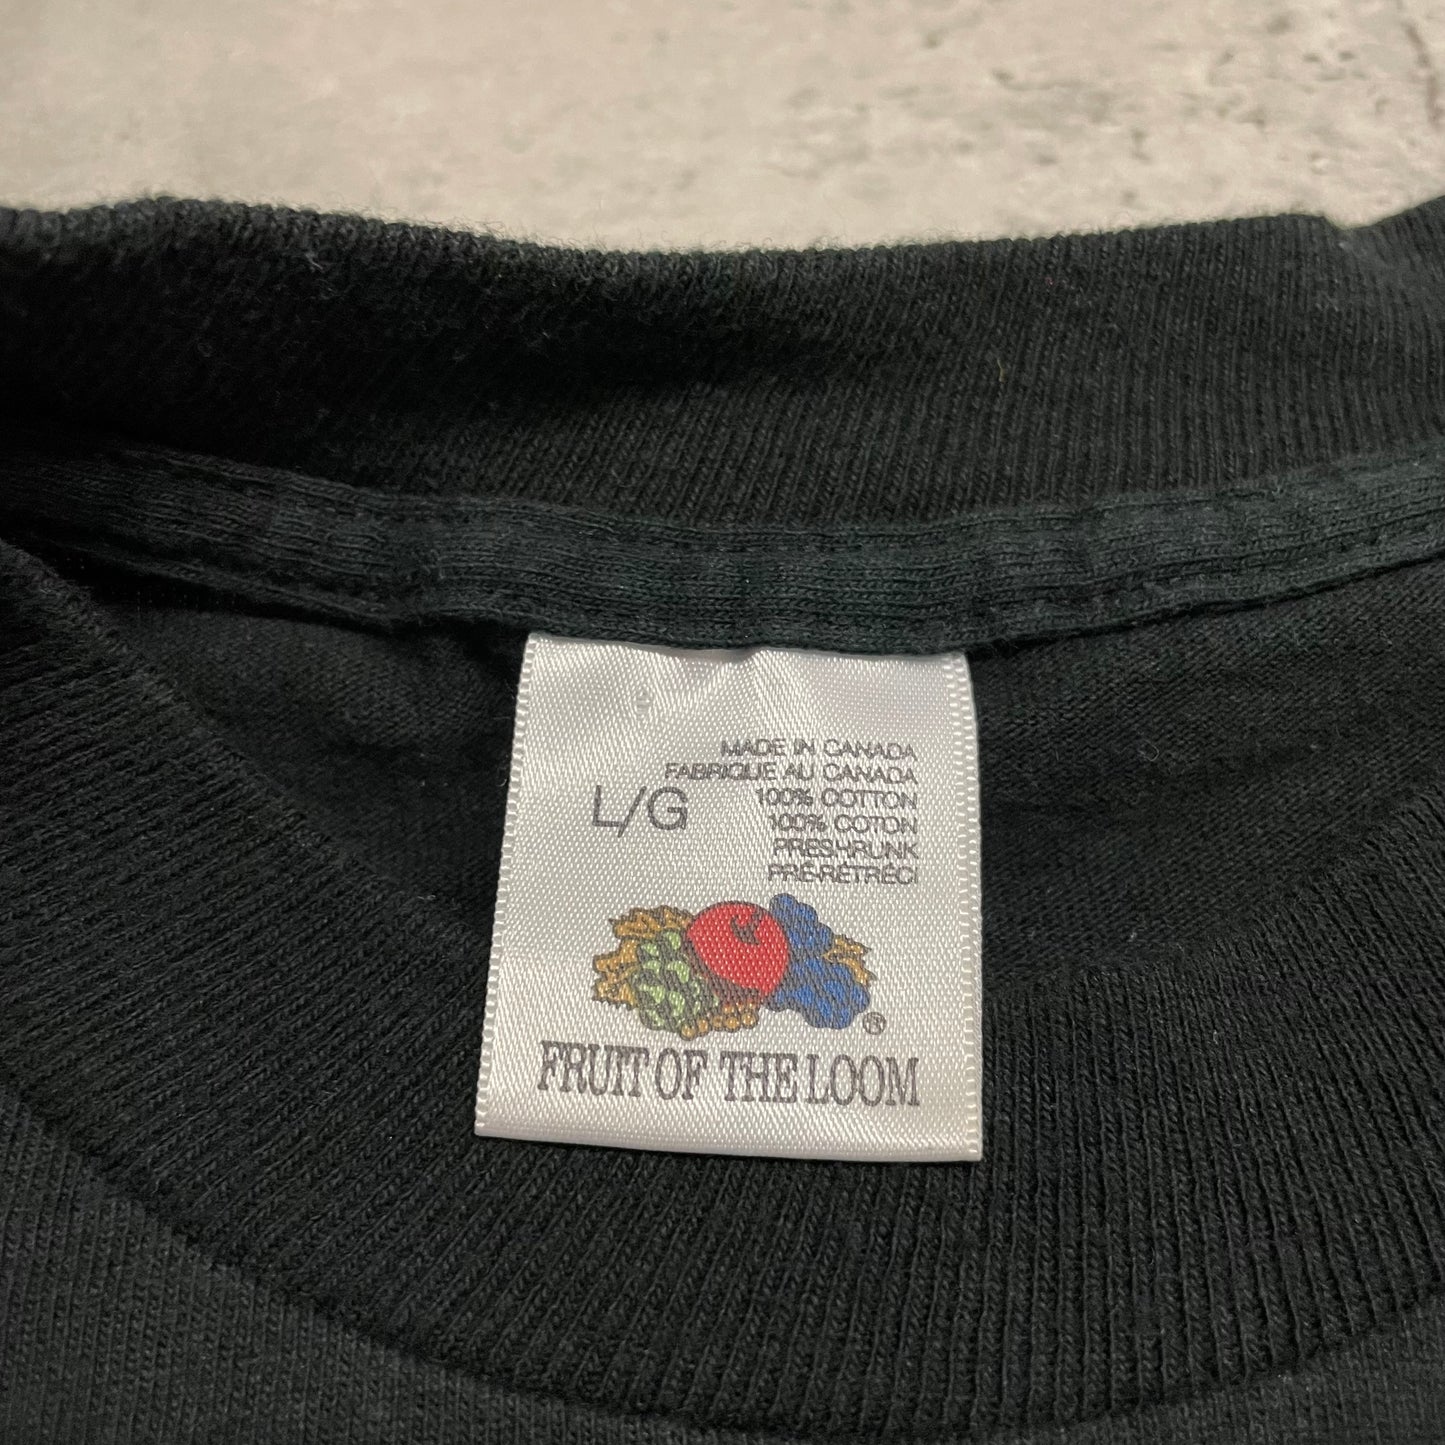 MADE IN CANADA
FABRIQUE AU CANADA
L/G
100% COTTON
100% COTON
PRESHRUNK
PRÉ-RÉTRÉCI
®
FRUIT OF THE LOOM